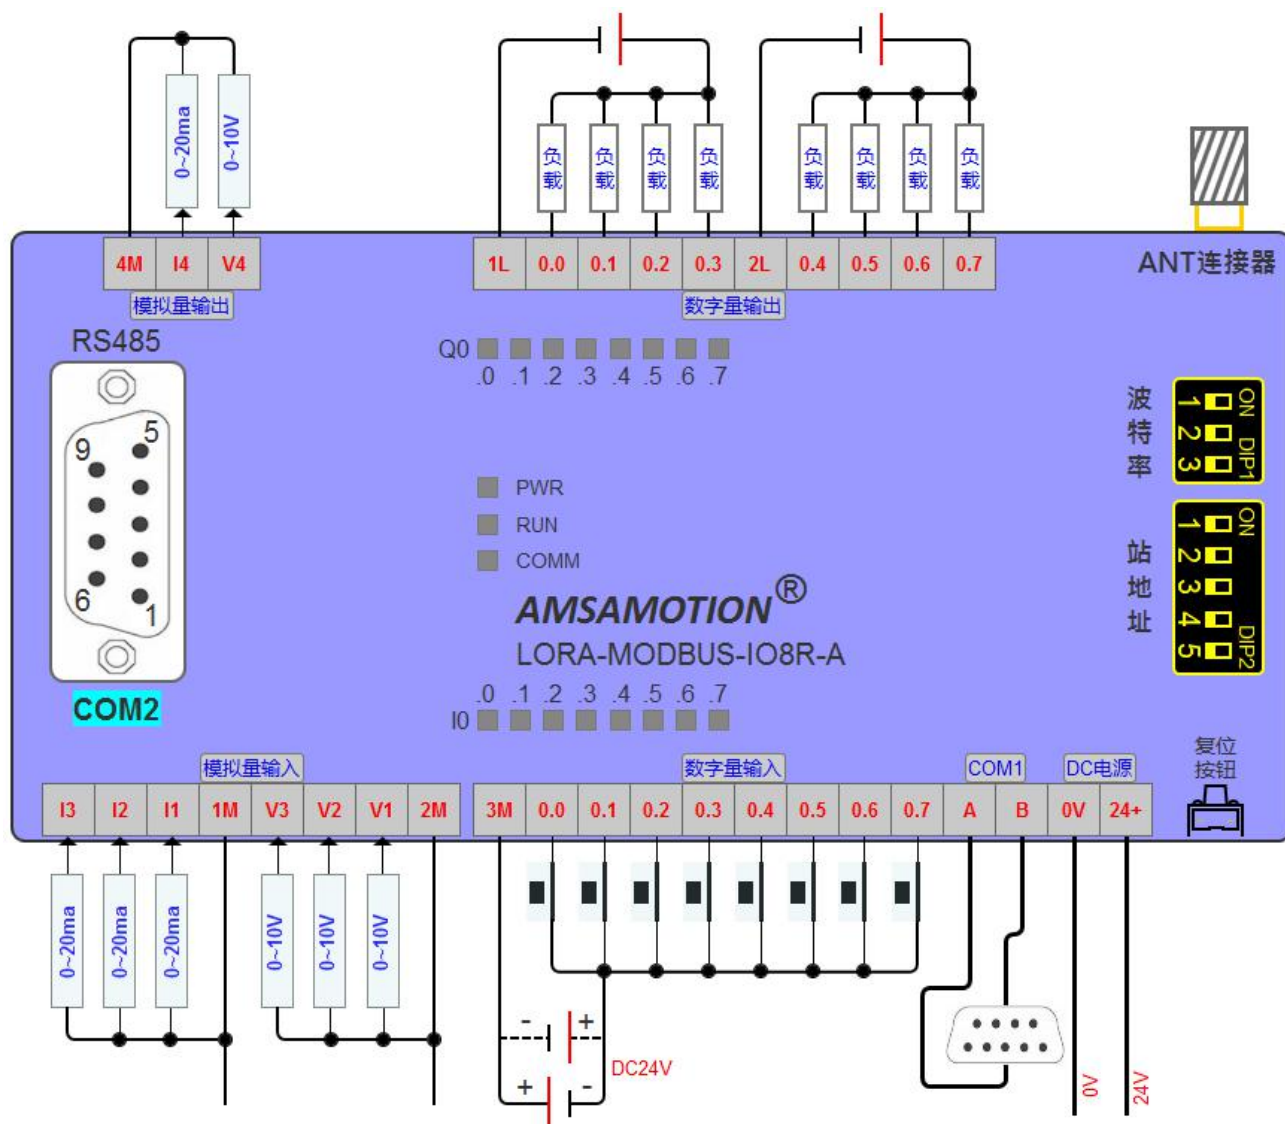 0~20ma
0~10V
负载
负载
负载
负载
负载
负载
负载
负载
4M I4 V4
1L 0.0 0.1 0.2 0.3 2L 0.4 0.5 0.6 0.7
ANT连接器
模拟量输出
数字量输出
RS485
Q0
.0 .1 .2 .3 .4 .5 .6 .7
波特率
1 2 3
ON DIP1
5
9
6
1
PWR
RUN
COMM
站地址
1 2 3 4 5
ON DIP2
AMSAMOTION®
LORA-MODBUS-IO8R-A
.0 .1 .2 .3 .4 .5 .6 .7
I0
COM2
复位
按钮
模拟量输入
数字量输入
COM1
DC电源
I3 I2 I1 1M V3 V2 V1 2M
3M 0.0 0.1 0.2 0.3 0.4 0.5 0.6 0.7 A B 0V 24+
0~20ma
0~20ma
0~20ma
0~10V
0~10V
0~10V
- +
DC24V
+ -
0V
24V